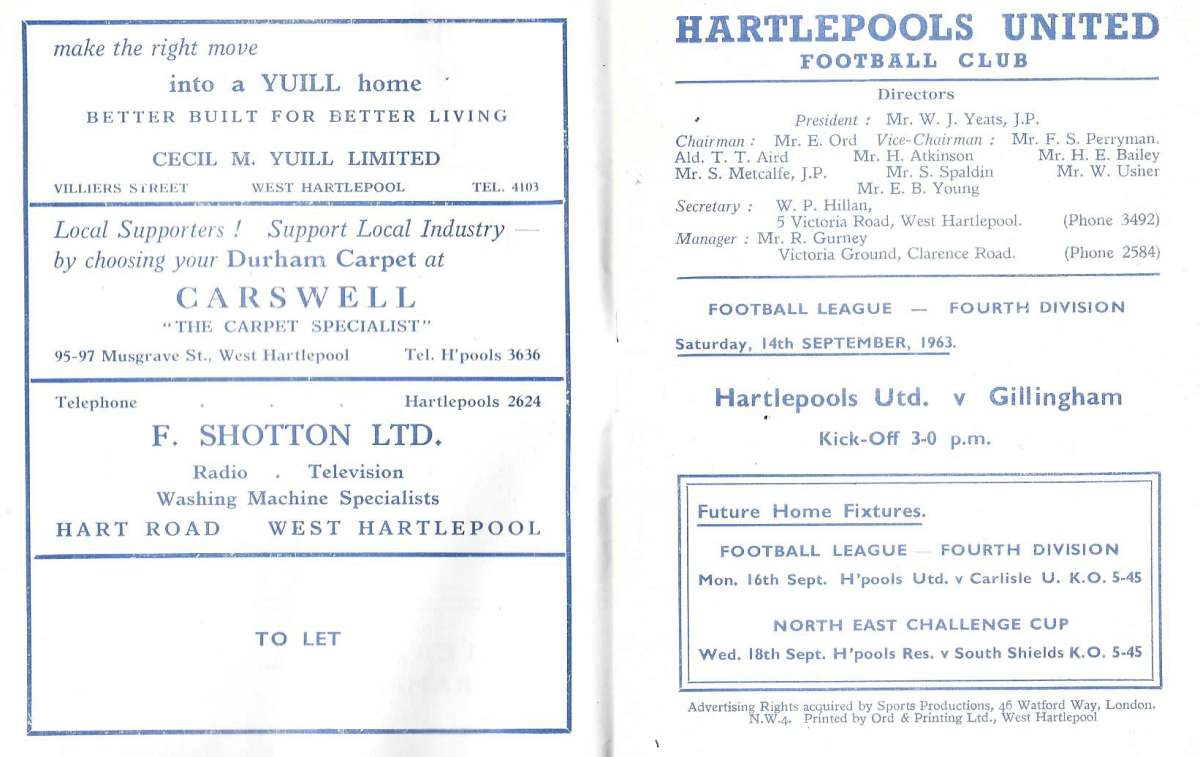 make the right move
into a YUILL home
BETTER BUILT FOR BETTER LIVING
CECIL M. YUILL LIMITED
VILLIERS STREET WEST HARTLEPOOL TEL. 4103
Local Supporters ! Support Local Industry —
by choosing your Durham Carpet at
CARSWELL
"THE CARPET SPECIALIST"
95-97 Musgrave St., West Hartlepool Tel. H'pools 3636
Telephone . . . Hartlepools 2624
F. SHOTTON LTD.
Radio . Television
Washing Machine Specialists
HART ROAD WEST HARTLEPOOL
TO LET
HARTLEPOOLS UNITED
FOOTBALL CLUB
Directors
President : Mr. W. J. Yeats, J.P.
Chairman : Mr. E. Ord Vice-Chairman : Mr. F. S. Perryman.
Ald. T. T. Aird Mr. H. Atkinson Mr. H. E. Bailey
Mr. S. Metcalfe, J.P. Mr. S. Spaldin Mr. W. Usher
Mr. E. B. Young
Secretary : Mr. F. P. Hilan,
5 Victoria Road, West Hartlepool. (Phone 3492)
Manager : Mr. R. Gurney
Victoria Ground, Clarence Road. (Phone 2584)
FOOTBALL LEAGUE — FOURTH DIVISION
Saturday, 14th SEPTEMBER, 1963.
Hartlepools Utd. v Gillingham
Kick-Off 3-0 p.m.
Future Home Fixtures.
FOOTBALL LEAGUE — FOURTH DIVISION
Mon. 16th Sept. H'pools Utd. v Carlisle U. K.O. 5-45
NORTH EAST CHALLENGE CUP
Wed. 18th Sept. H'pools Res. v South Shields K.O. 5-45
Advertising Rights acquired by Sports Productions, 46 Watford Way, London.
N.W.4. Printed by Ord & Printing Ltd., West Hartlepool